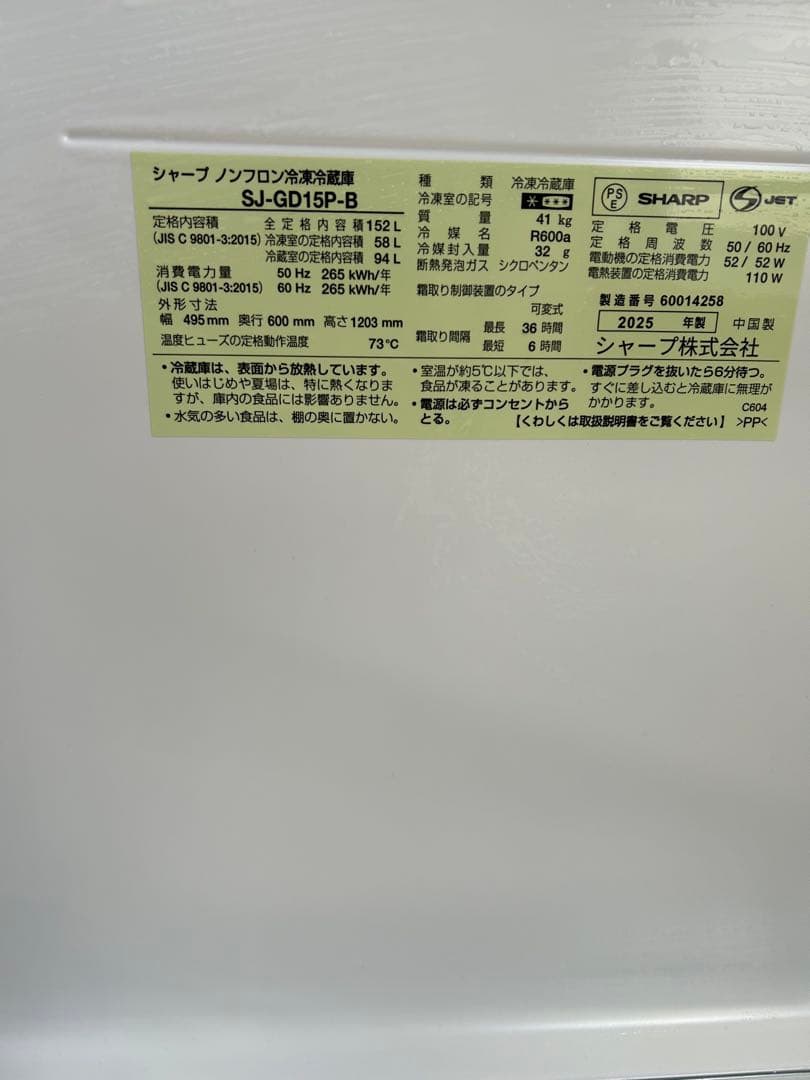 シャープ ノンフロン冷凍冷蔵庫
SJ-GD15P-B
定格内容積 全定格内容積 152 L
(JIS C 9801-3:2015) 冷凍室の定格内容積 58 L
冷蔵室の定格内容積 94 L
消費電力量 50 Hz 265 kWh/年
(JIS C 9801-3:2015) 60 Hz 265 kWh/年
外形寸法
幅 495 mm 奥行 600 mm 高さ 1203 mm
温度ヒューズの定格動作温度 73℃
種類 冷凍冷蔵庫
冷凍室の記号 ****
質量 41 kg
冷媒名 R600a
冷媒封入量 32 g
断熱発泡ガス シクロペンタン
霜取り制御装置のタイプ
可変式
霜取り間隔 最長 36 時間
最短 6 時間
PSE SHARP JET
定格電圧 100 V
定格周波数 50 / 60 Hz
電動機の定格消費電力 52 / 52 W
電熱装置の定格消費電力 110 W
製造番号 60014258
2025 年製 中国製
シャープ株式会社
・冷蔵庫は、表面から放熱しています。
使いはじめや夏場は、特に熱くなりま
すが、庫内の食品には影響ありません。
・水気の多い食品は、棚の奥に置かない。
・室温が約5℃以下では、
食品が凍ることがあります。
・電源は必ずコンセントから
とる。
・電源プラグを抜いたら6分待つ。
すぐに差し込むと冷蔵庫に無理が
かかります。 C604
【くわしくは取扱説明書をご覧ください】 >PP<